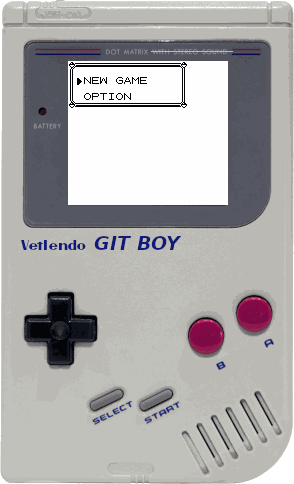 DOT MATRIX WITH STEREO SOUND
▶NEW GAME
OPTION
BATTERY
Vetlendo GIT BOY
B
A
SELECT
START